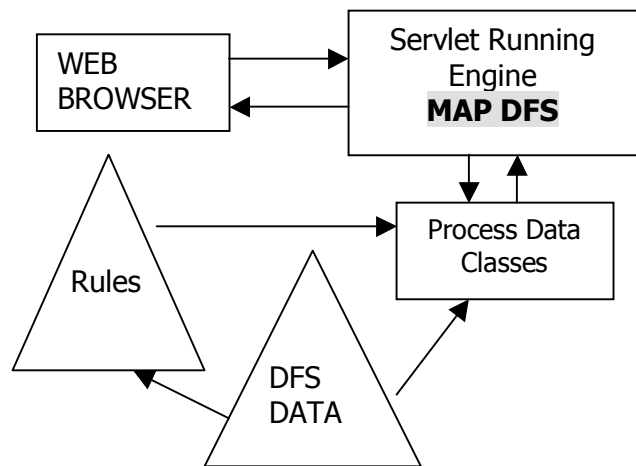 WEB
BROWSER
Servlet Running
Engine
MAP DFS
Process Data
Classes
Rules
DFS
DATA